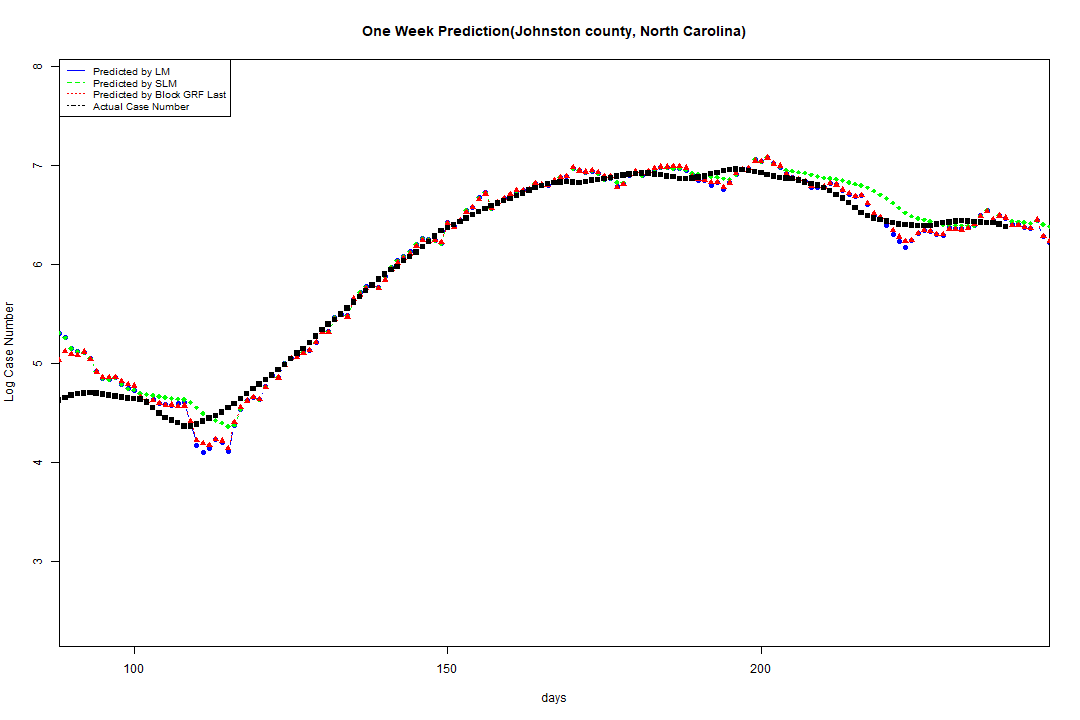 One Week Prediction(Johnston county, North Carolina)
Predicted by LM
Predicted by SLM
Predicted by Block GRF Last
Actual Case Number
8
7
6
5
4
3
Log Case Number
100 150 200
days